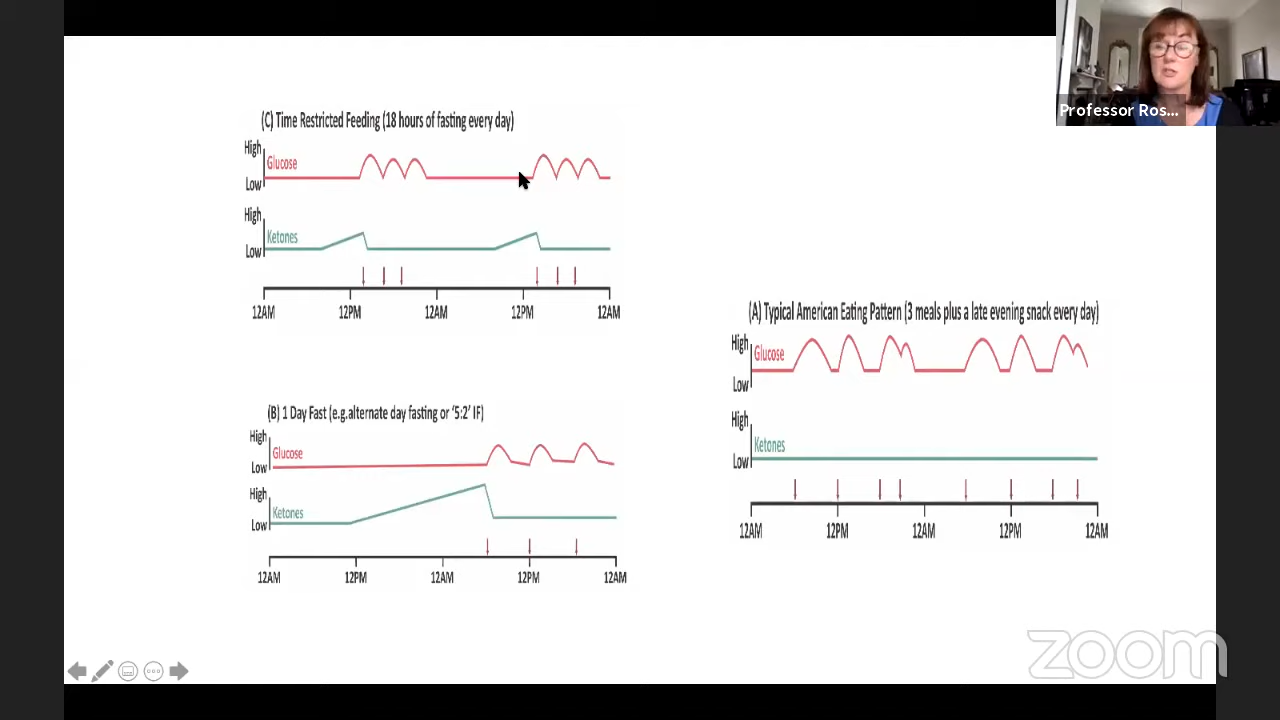 Professor Ros...
(C) Time Restricted Feeding (18 hours of fasting every day)
High
Glucose
Low
High
Ketones
Low
12AM 12PM 12AM 12PM 12AM
(A) Typical American Eating Pattern (3 meals plus a late evening snack every day)
High
Glucose
Low
High
Ketones
Low
12AM 12PM 12AM 12PM 12AM
(B) 1 Day Fast (e.g.alternate day fasting or '5:2' IF)
High
Glucose
Low
High
Ketones
Low
12AM 12PM 12AM 12PM 12AM
zoom